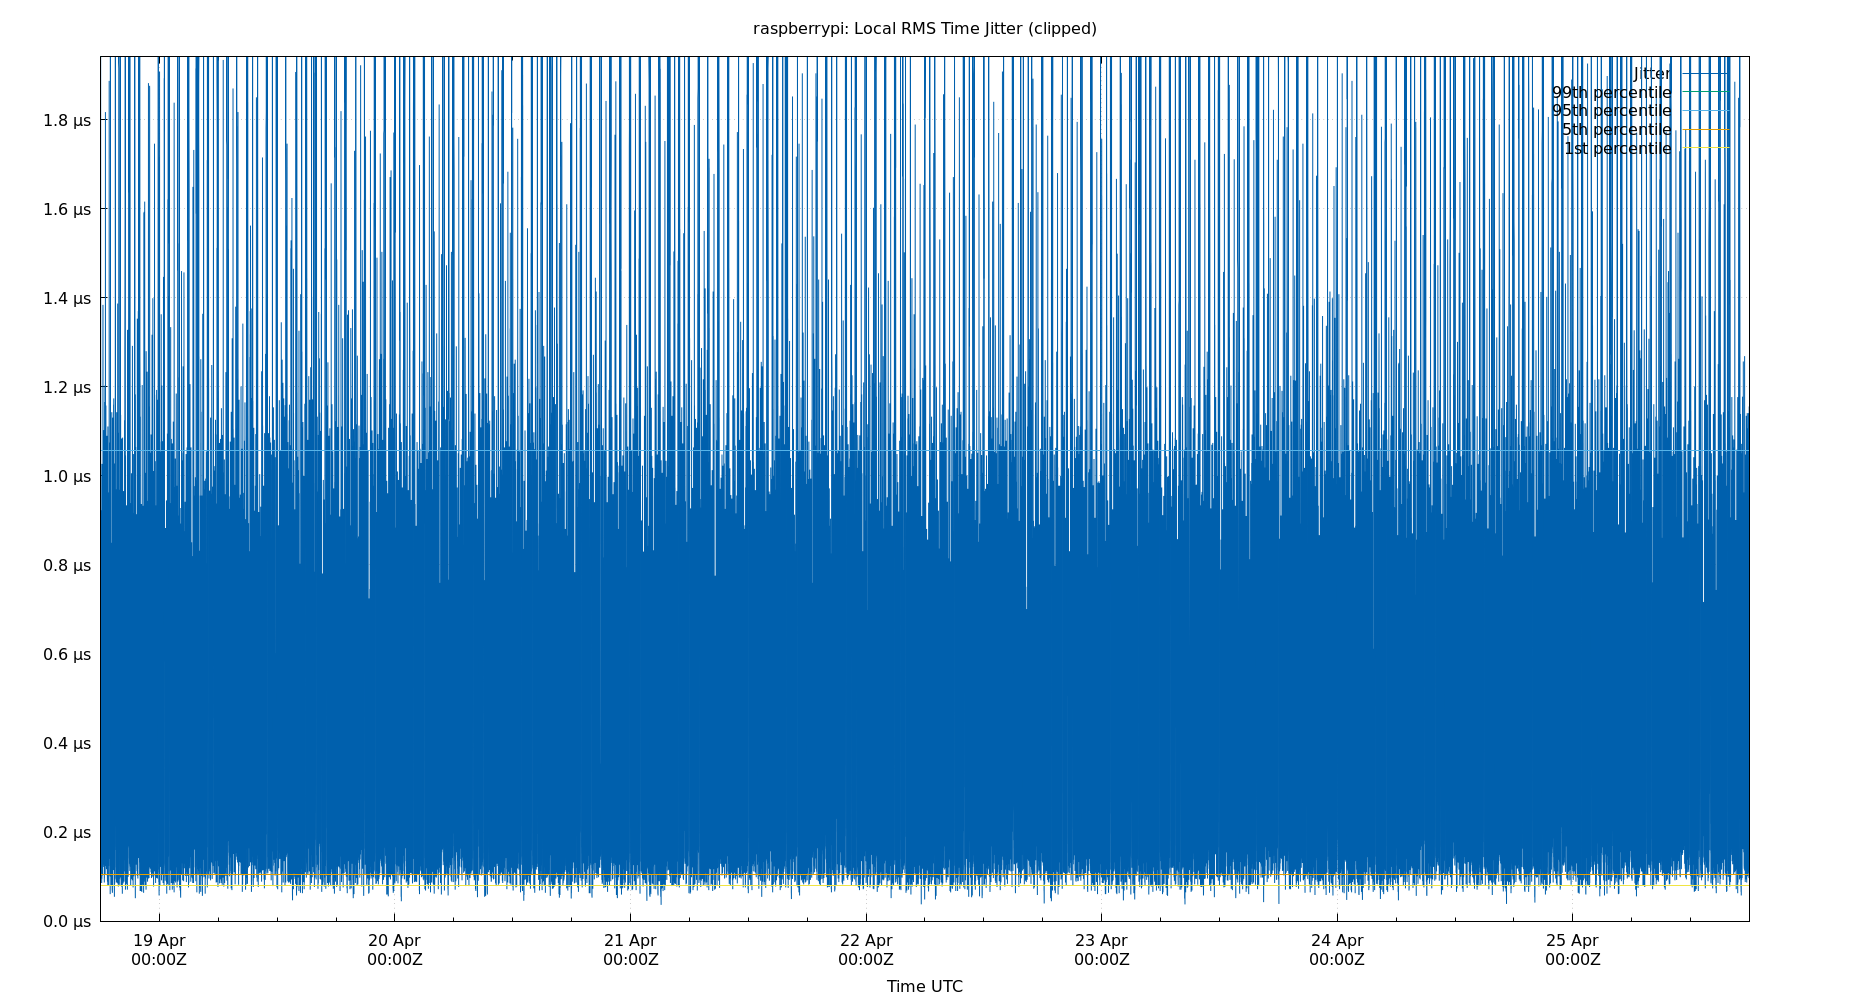 raspberrypi: Local RMS Time Jitter (clipped)
Jitter
99th percentile
95th percentile
5th percentile
1st percentile
1.8 µs
1.6 µs
1.4 µs
1.2 µs
1.0 µs
0.8 µs
0.6 µs
0.4 µs
0.2 µs
0.0 µs
19 Apr 20 Apr 21 Apr 22 Apr 23 Apr 24 Apr 25 Apr
00:00Z 00:00Z 00:00Z 00:00Z 00:00Z 00:00Z 00:00Z
Time UTC